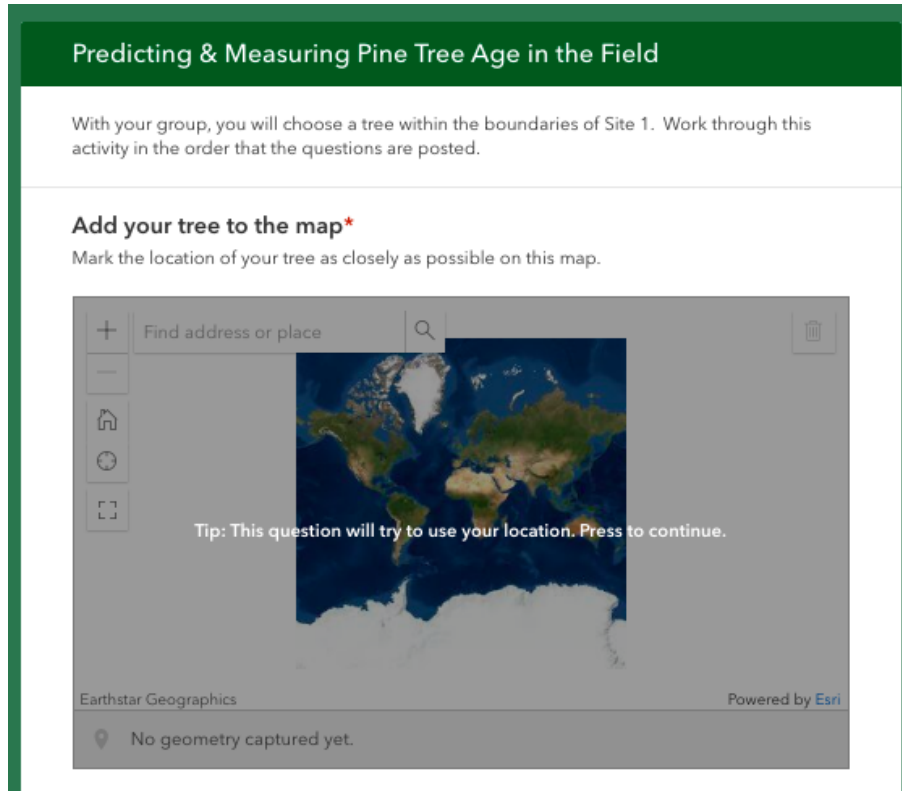 Predicting & Measuring Pine Tree Age in the Field
With your group, you will choose a tree within the boundaries of Site 1.  Work through this
activity in the order that the questions are posted.
Add your tree to the map*
Mark the location of your tree as closely as possible on this map.
Find address or place
Tip: This question will try to use your location. Press to continue.
Earthstar Geographics
Powered by Esri
No geometry captured yet.